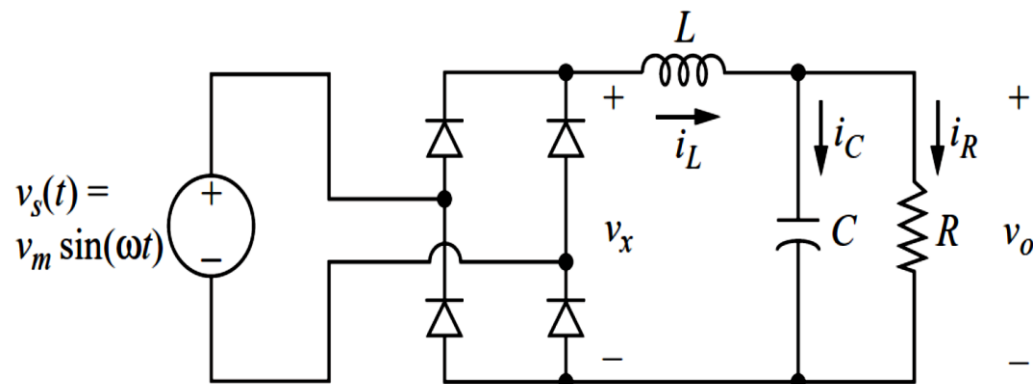 L
+
i_L
i_C
i_R
+
v_s(t) =
v_m sin(ωt)
+
−
v_x
C
R
v_o
−
−